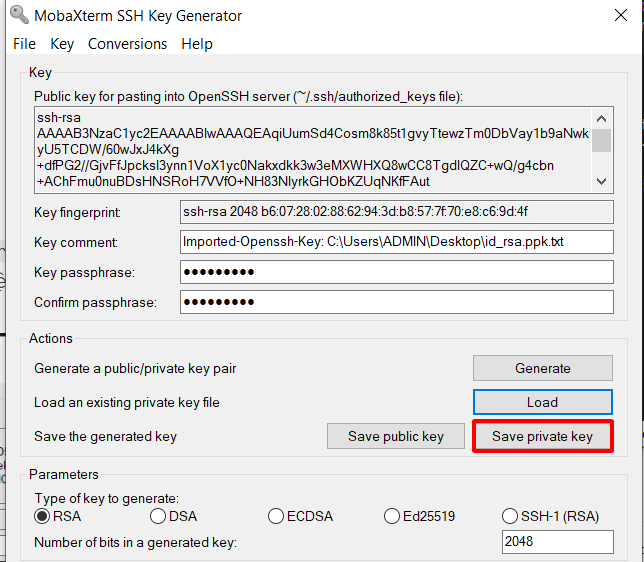 MobaXterm SSH Key Generator
File Key Conversions Help
Key
Public key for pasting into OpenSSH server (~/.ssh/authorized_keys file):
ssh-rsa
AAAAB3NzaC1yc2EAAAABIwAAAQEAqiUumSd4Cosm8k85t1gvyTtewzTm0DbVay1b9aNwk
yU5TCDW/60wJxJ4kXg
+dfPG2//GjvFfJpcksI3ynn1VoX1yc0Nakxdkk3w3eMXWHXQ8wCC8TgdlQZC+wQ/g4cbn
+AChFmu0nuBDsHNSRoH7VVfO+NH83NlyrkGHObKZUqNKfFAut
Key fingerprint: ssh-rsa 2048 b6:07:28:02:88:62:94:3d:b8:57:7f:70:e8:c6:9d:4f
Key comment: Imported-Openssh-Key: C:\Users\ADMIN\Desktop\id_rsa.ppk.txt
Key passphrase: ●●●●●●●●●
Confirm passphrase: ●●●●●●●●●
Actions
Generate a public/private key pair Generate
Load an existing private key file Load
Save the generated key Save public key Save private key
Parameters
Type of key to generate:
RSA DSA ECDSA Ed25519 SSH-1 (RSA)
Number of bits in a generated key: 2048